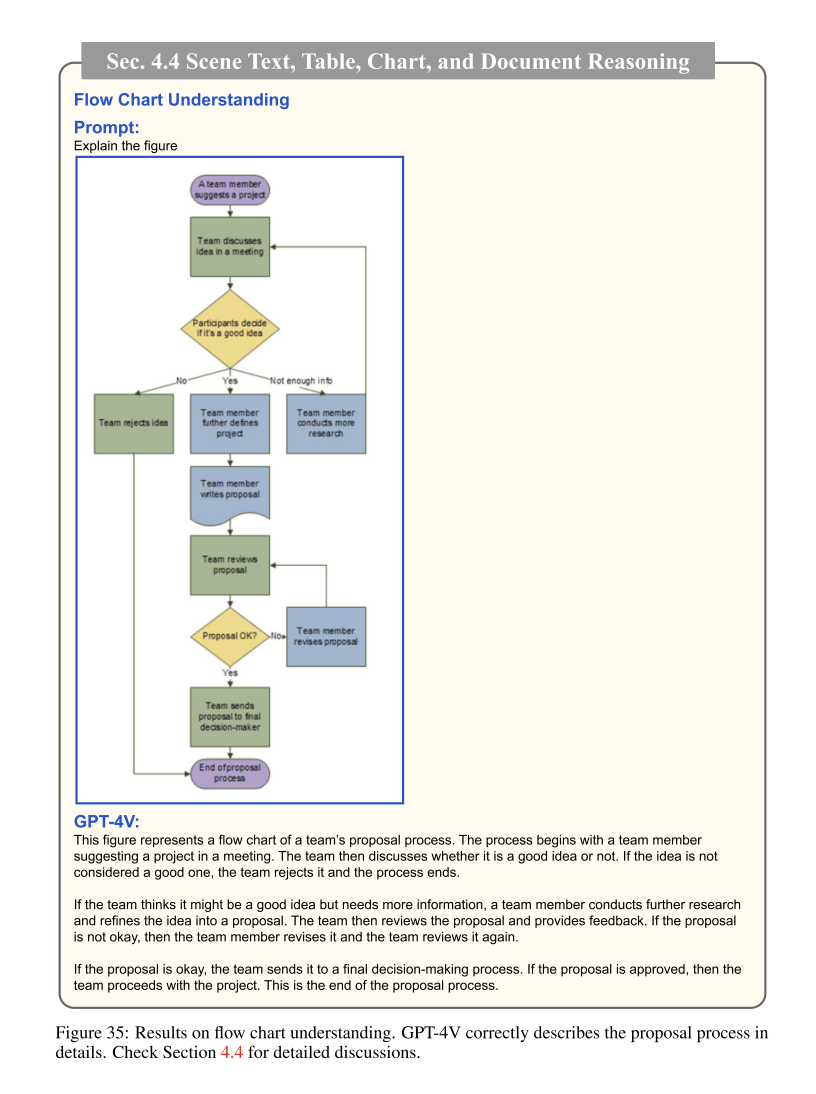 Sec. 4.4 Scene Text, Table, Chart, and Document Reasoning
Flow Chart Understanding
Prompt:
Explain the figure
A team member
suggests a project
Team discusses
idea in a meeting
Participants decide
if it's a good idea
No
Yes
Not enough info
Team rejects idea
Team member
further defines
project
Team member
conducts more
research
Team member
writes proposal
Team reviews
proposal
Proposal OK?
No
Team member
revises proposal
Yes
Team sends
proposal to final
decision-maker
End of proposal
process
GPT-4V:
This figure represents a flow chart of a team's proposal process. The process begins with a team member
suggesting a project in a meeting. The team then discusses whether it is a good idea or not. If the idea is not
considered a good one, the team rejects it and the process ends.
If the team thinks it might be a good idea but needs more information, a team member conducts further research
and refines the idea into a proposal. The team then reviews the proposal and provides feedback. If the proposal
is not okay, then the team member revises it and the team reviews it again.
If the proposal is okay, the team sends it to a final decision-making process. If the proposal is approved, then the
team proceeds with the project. This is the end of the proposal process.
Figure 35: Results on flow chart understanding. GPT-4V correctly describes the proposal process in
details. Check Section 4.4 for detailed discussions.